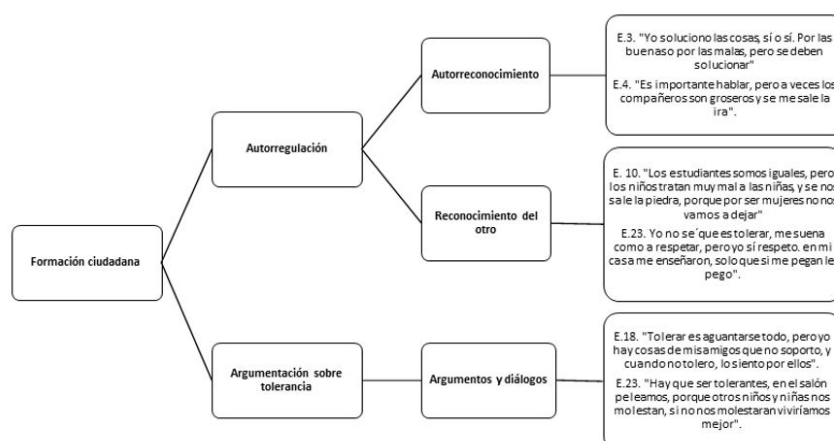 Formación ciudadana
Autorregulación
Argumentación sobre
tolerancia
Autorreconocimiento
Reconocimiento del
otro
Argumentos y diálogos
E.3. "Yo soluciono las cosas, sí o sí. Por las
buenas o por las malas, pero se deben
solucionar"
E.4. "Es importante hablar, pero a veces los
compañeros son groseros y se me sale la
ira".
E. 10. "Los estudiantes somos iguales, pero
los niños tratan muy mal a las niñas, y se nos
sale la piedra, porque por ser mujeres no nos
vamos a dejar"
E.23. Yo no se´que es tolerar, me suena
como a respetar, pero yo sí respeto. en mi
casa me enseñaron, solo que si me pegan le
pego".
E.18. "Tolerar es aguantarse todo, pero yo
hay cosas de mis amigos que no soporto, y
cuando no tolero, lo siento por ellos".
E.23. "Hay que ser tolerantes, en el salón
peleamos, porque otros niños y niñas nos
molestan, si no nos molestaran viviríamos
mejor".